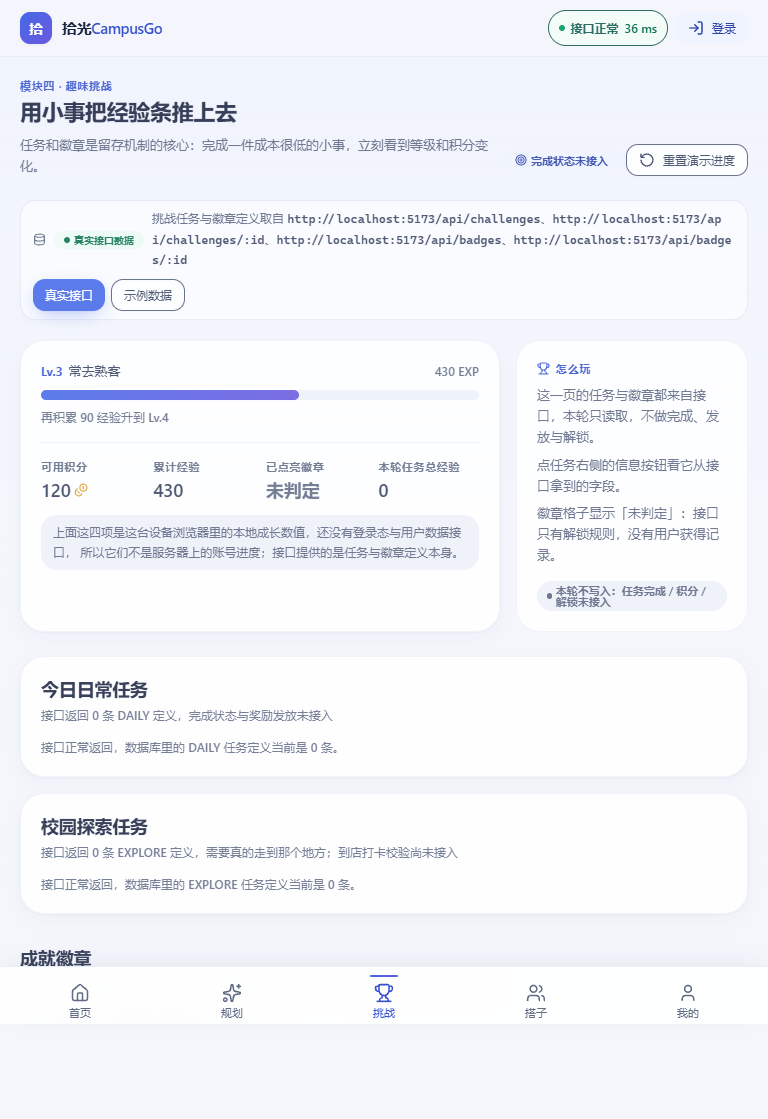 拾 拾光CampusGo
接口正常 36 ms
登录
模块四 · 趣味挑战
用小事把经验条推上去
任务和徽章是留存机制的核心：完成一件成本很低的小事，立刻看到等级和积分变
化。
完成状态未接入
重置演示进度
真实接口数据
挑战任务与徽章定义取自 http://localhost:5173/api/challenges、http://localhost:5173/ap
i/challenges/:id、http://localhost:5173/api/badges、http://localhost:5173/api/badge
s/:id
真实接口 示例数据
Lv.3 常去熟客 430 EXP
再积累 90 经验升到 Lv.4
可用积分 累计经验 已点亮徽章 本轮任务总经验
120 430 未判定 0
上面这四项是这台设备浏览器里的本地成长数值，还没有登录态与用户数据接
口， 所以它们不是服务器上的账号进度；接口提供的是任务与徽章定义本身。
怎么玩
这一页的任务与徽章都来自接
口，本轮只读取，不做完成、发
放与解锁。
点任务右侧的信息按钮看它从接
口拿到的字段。
徽章格子显示「未判定」：接口
只有解锁规则，没有用户获得记
录。
本轮不写入：任务完成 / 积分 /
解锁未接入
今日日常任务
接口返回 0 条 DAILY 定义，完成状态与奖励发放未接入
接口正常返回，数据库里的 DAILY 任务定义当前是 0 条。
校园探索任务
接口返回 0 条 EXPLORE 定义，需要真的走到那个地方；到店打卡校验尚未接入
接口正常返回，数据库里的 EXPLORE 任务定义当前是 0 条。
成就徽章
首页 规划 挑战 搭子 我的